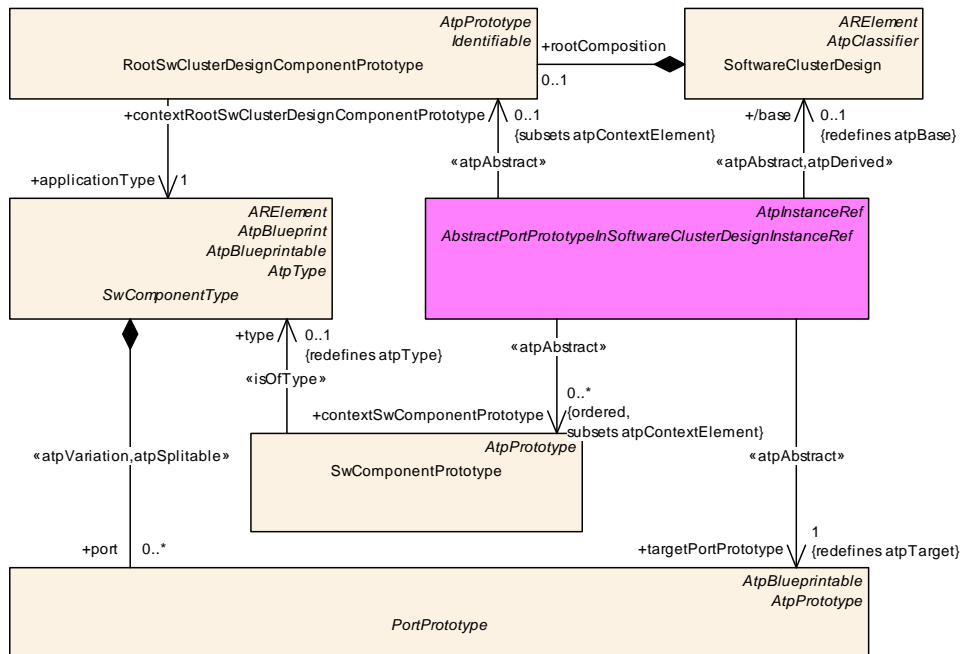 AtpPrototype
Identifiable
RootSwClusterDesignComponentPrototype
+rootComposition
0..1
ARElement
AtpClassifier
SoftwareClusterDesign
+contextRootSwClusterDesignComponentPrototype
0..1
{subsets atpContextElement}
+/base
0..1
{redefines atpBase}
«atpAbstract»
«atpAbstract,atpDerived»
+applicationType
1
ARElement
AtpBlueprint
AtpBlueprintable
AtpType
SwComponentType
AtpInstanceRef
AbstractPortPrototypeInSoftwareClusterDesignInstanceRef
+type
0..1
{redefines atpType}
«isOfType»
«atpAbstract»
+contextSwComponentPrototype
0..*
{ordered,
subsets atpContextElement}
AtpPrototype
SwComponentPrototype
«atpVariation,atpSplitable»
«atpAbstract»
+port
0..*
+targetPortPrototype
1
{redefines atpTarget}
AtpBlueprintable
AtpPrototype
PortPrototype